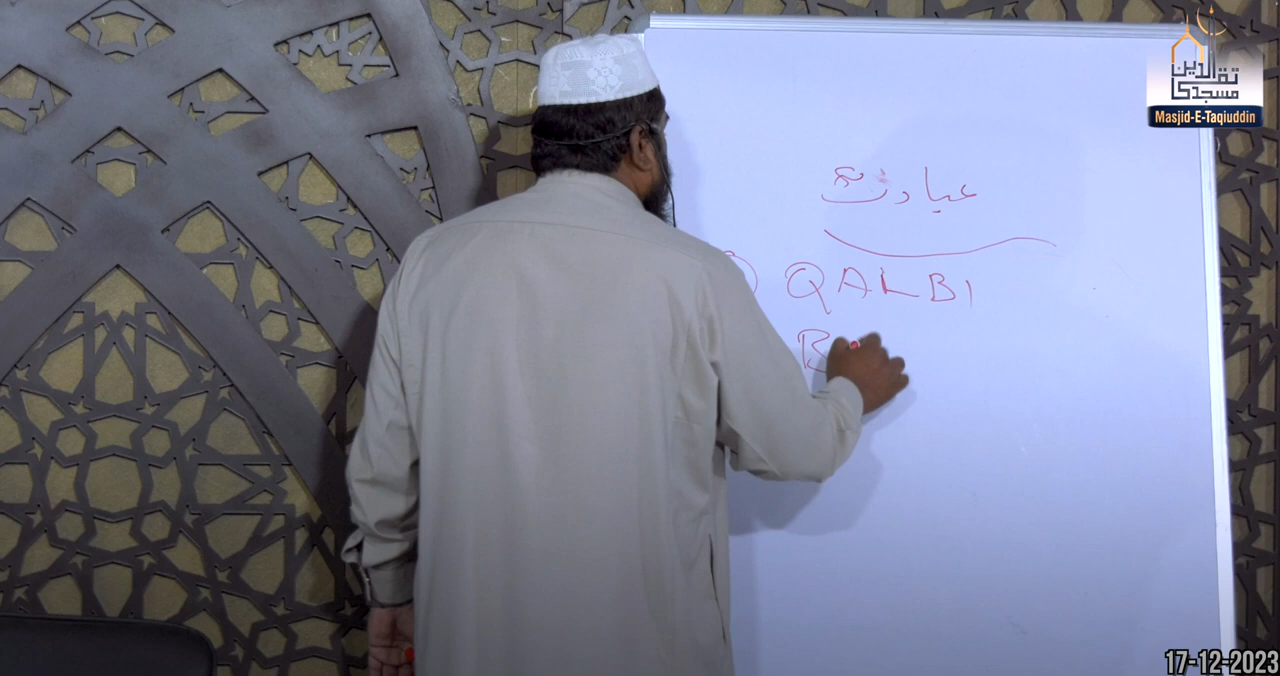 تقی الدین
مسجد
Masjid-E-Taqiuddin
عبادت
QALBI
B
17-12-2023